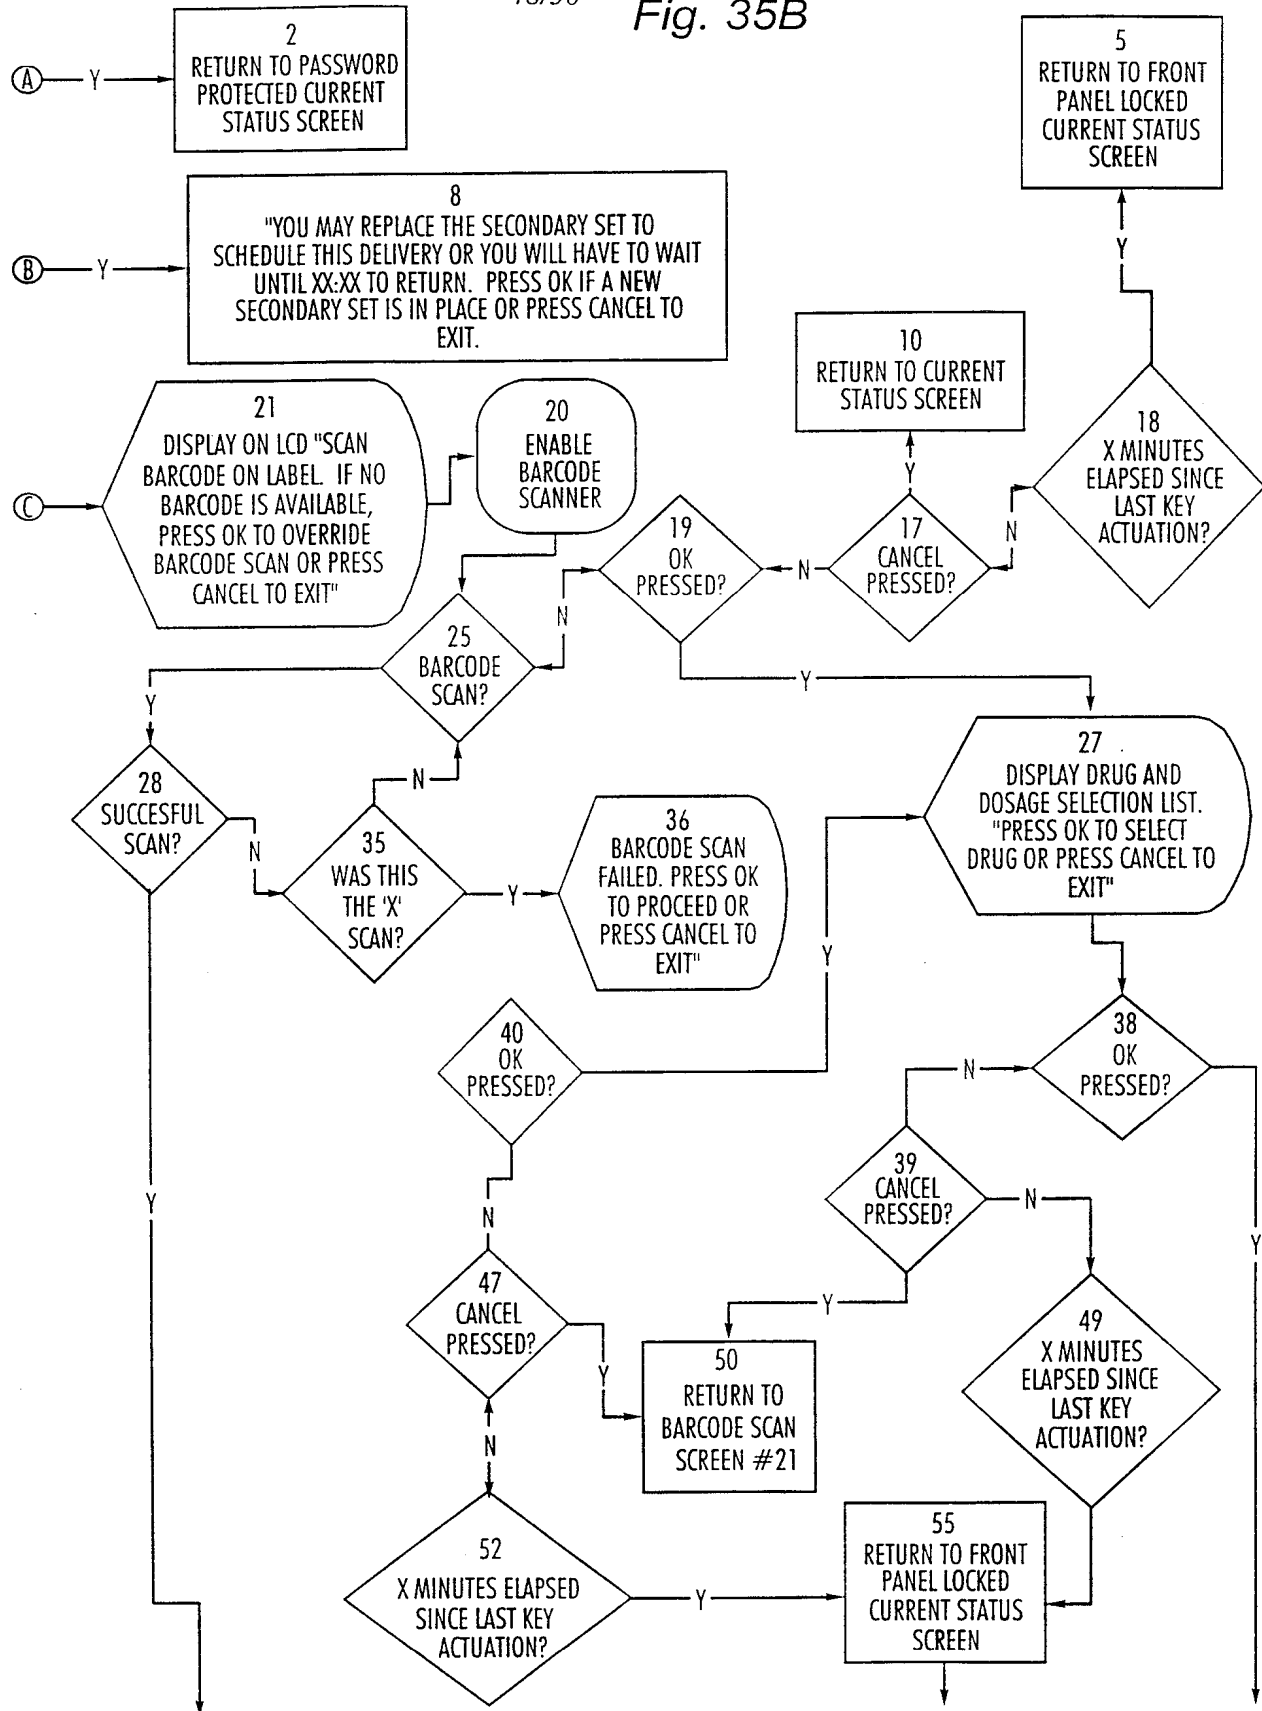 Fig. 35B
A
Y
2
RETURN TO PASSWORD
PROTECTED CURRENT
STATUS SCREEN
5
RETURN TO FRONT
PANEL LOCKED
CURRENT STATUS
SCREEN
Y
B
Y
8
"YOU MAY REPLACE THE SECONDARY SET TO
SCHEDULE THIS DELIVERY OR YOU WILL HAVE TO WAIT
UNTIL XX:XX TO RETURN. PRESS OK IF A NEW
SECONDARY SET IS IN PLACE OR PRESS CANCEL TO
EXIT.
10
RETURN TO CURRENT
STATUS SCREEN
Y
C
21
DISPLAY ON LCD "SCAN
BARCODE ON LABEL. IF NO
BARCODE IS AVAILABLE,
PRESS OK TO OVERRIDE
BARCODE SCAN OR PRESS
CANCEL TO EXIT"
20
ENABLE
BARCODE
SCANNER
19
OK
PRESSED?
N
17
CANCEL
PRESSED?
N
18
X MINUTES
ELAPSED SINCE
LAST KEY
ACTUATION?
N
25
BARCODE
SCAN?
Y
Y
28
SUCCESFUL
SCAN?
N
N
35
WAS THIS
THE 'X'
SCAN?
Y
36
BARCODE SCAN
FAILED. PRESS OK
TO PROCEED OR
PRESS CANCEL TO
EXIT"
27
DISPLAY DRUG AND
DOSAGE SELECTION LIST.
"PRESS OK TO SELECT
DRUG OR PRESS CANCEL TO
EXIT"
Y
40
OK
PRESSED?
38
OK
PRESSED?
N
39
CANCEL
PRESSED?
N
Y
Y
N
47
CANCEL
PRESSED?
Y
Y
50
RETURN TO
BARCODE SCAN
SCREEN #21
49
X MINUTES
ELAPSED SINCE
LAST KEY
ACTUATION?
N
52
X MINUTES ELAPSED
SINCE LAST KEY
ACTUATION?
Y
55
RETURN TO FRONT
PANEL LOCKED
CURRENT STATUS
SCREEN